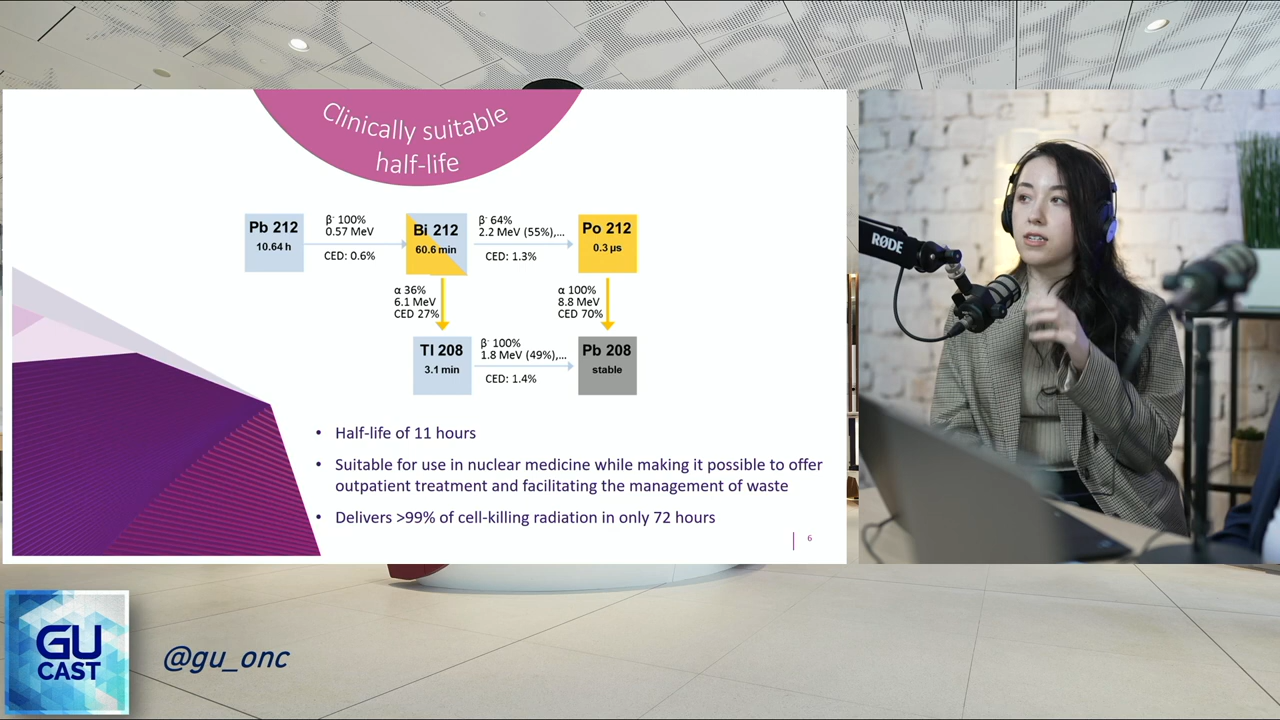 Clinically suitable
half-life
Pb 212
10.64 h
β⁻ 100%
0.57 MeV
CED: 0.6%
Bi 212
60.6 min
β⁻ 64%
2.2 MeV (55%),...
CED: 1.3%
Po 212
0.3 µs
α 36%
6.1 MeV
CED 27%
α 100%
8.8 MeV
CED 70%
Tl 208
3.1 min
β⁻ 100%
1.8 MeV (49%),...
CED: 1.4%
Pb 208
stable
• Half-life of 11 hours
• Suitable for use in nuclear medicine while making it possible to offer
outpatient treatment and facilitating the management of waste
• Delivers >99% of cell-killing radiation in only 72 hours
6
RØDE
GU
CAST
@gu_onc